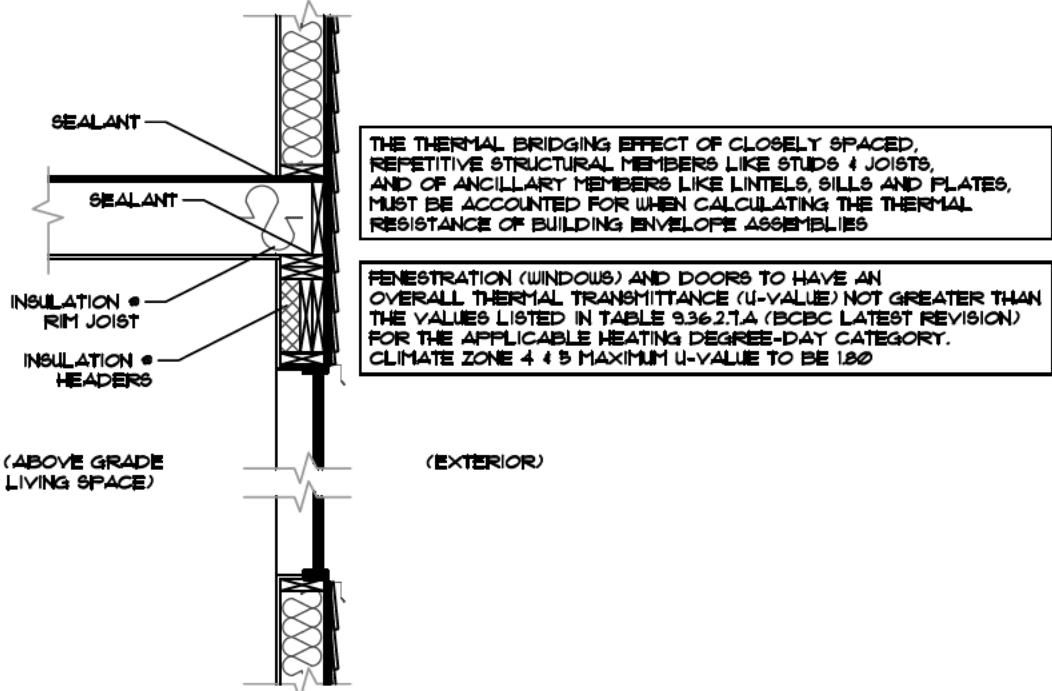 SEALANT
THE THERMAL BRIDGING EFFECT OF CLOSELY SPACED,
REPETITIVE STRUCTURAL MEMBERS LIKE STUDS & JOISTS,
AND OF ANCILLARY MEMBERS LIKE LINTELS, SILLS AND PLATES,
MUST BE ACCOUNTED FOR WHEN CALCULATING THE THERMAL
RESISTANCE OF BUILDING ENVELOPE ASSEMBLIES
SEALANT
FENESTRATION (WINDOWS) AND DOORS TO HAVE AN
OVERALL THERMAL TRANSMITTANCE (U-VALUE) NOT GREATER THAN
THE VALUES LISTED IN TABLE 9.36.2.7.A (BCBC LATEST REVISION)
FOR THE APPLICABLE HEATING DEGREE-DAY CATEGORY.
CLIMATE ZONE 4 & 5 MAXIMUM U-VALUE TO BE 1.80
INSULATION @
RIM JOIST
INSULATION @
HEADERS
(ABOVE GRADE
LIVING SPACE)
(EXTERIOR)